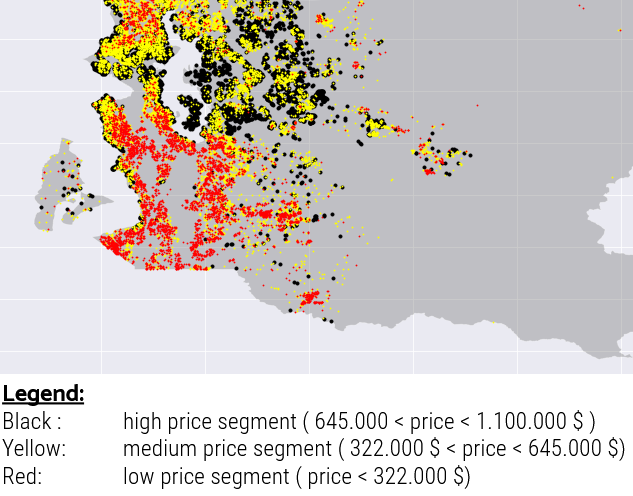 Legend:
Black : high price segment ( 645.000 < price < 1.100.000 $ )
Yellow: medium price segment ( 322.000 $ < price < 645.000 $)
Red: low price segment ( price < 322.000 $)